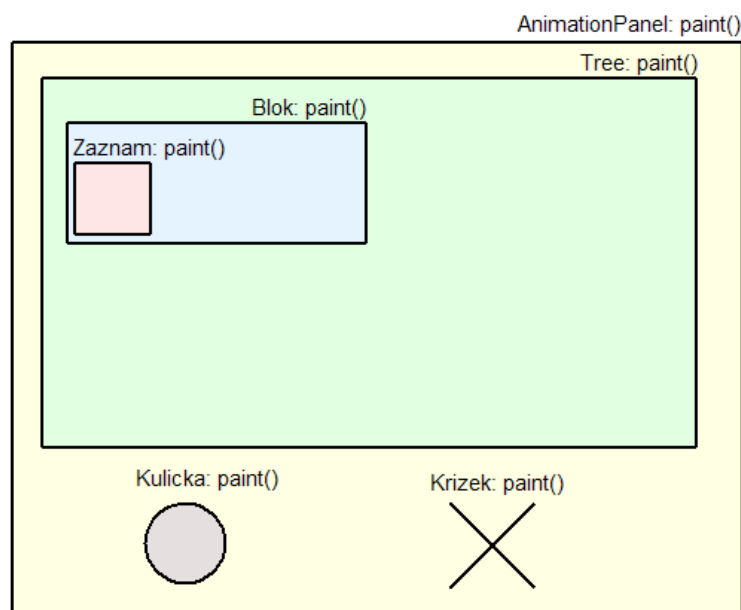 AnimationPanel: paint()
Tree: paint()
Blok: paint()
Zaznam: paint()
Kulicka: paint()
Krizek: paint()